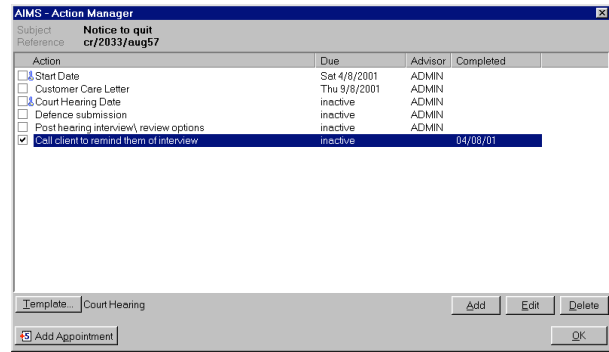 AIMS - Action Manager
Subject Notice to quit
Reference cr/2033/aug57
Action Due Advisor Completed
Start Date Sat 4/8/2001 ADMIN
Customer Care Letter Thu 9/8/2001 ADMIN
Court Hearing Date inactive ADMIN
Defence submission inactive ADMIN
Post hearing interview\ review options inactive ADMIN
Call client to remind them of interview inactive 04/08/01
Template... Court Hearing Add Edit Delete
Add Appointment OK